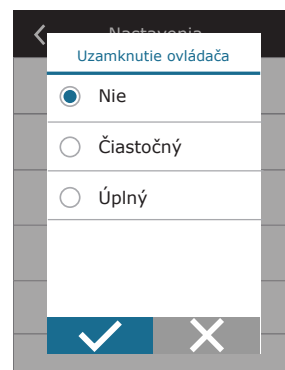 Nastavenia
Uzamknutie ovládača
Nie
Čiastočný
Úplný